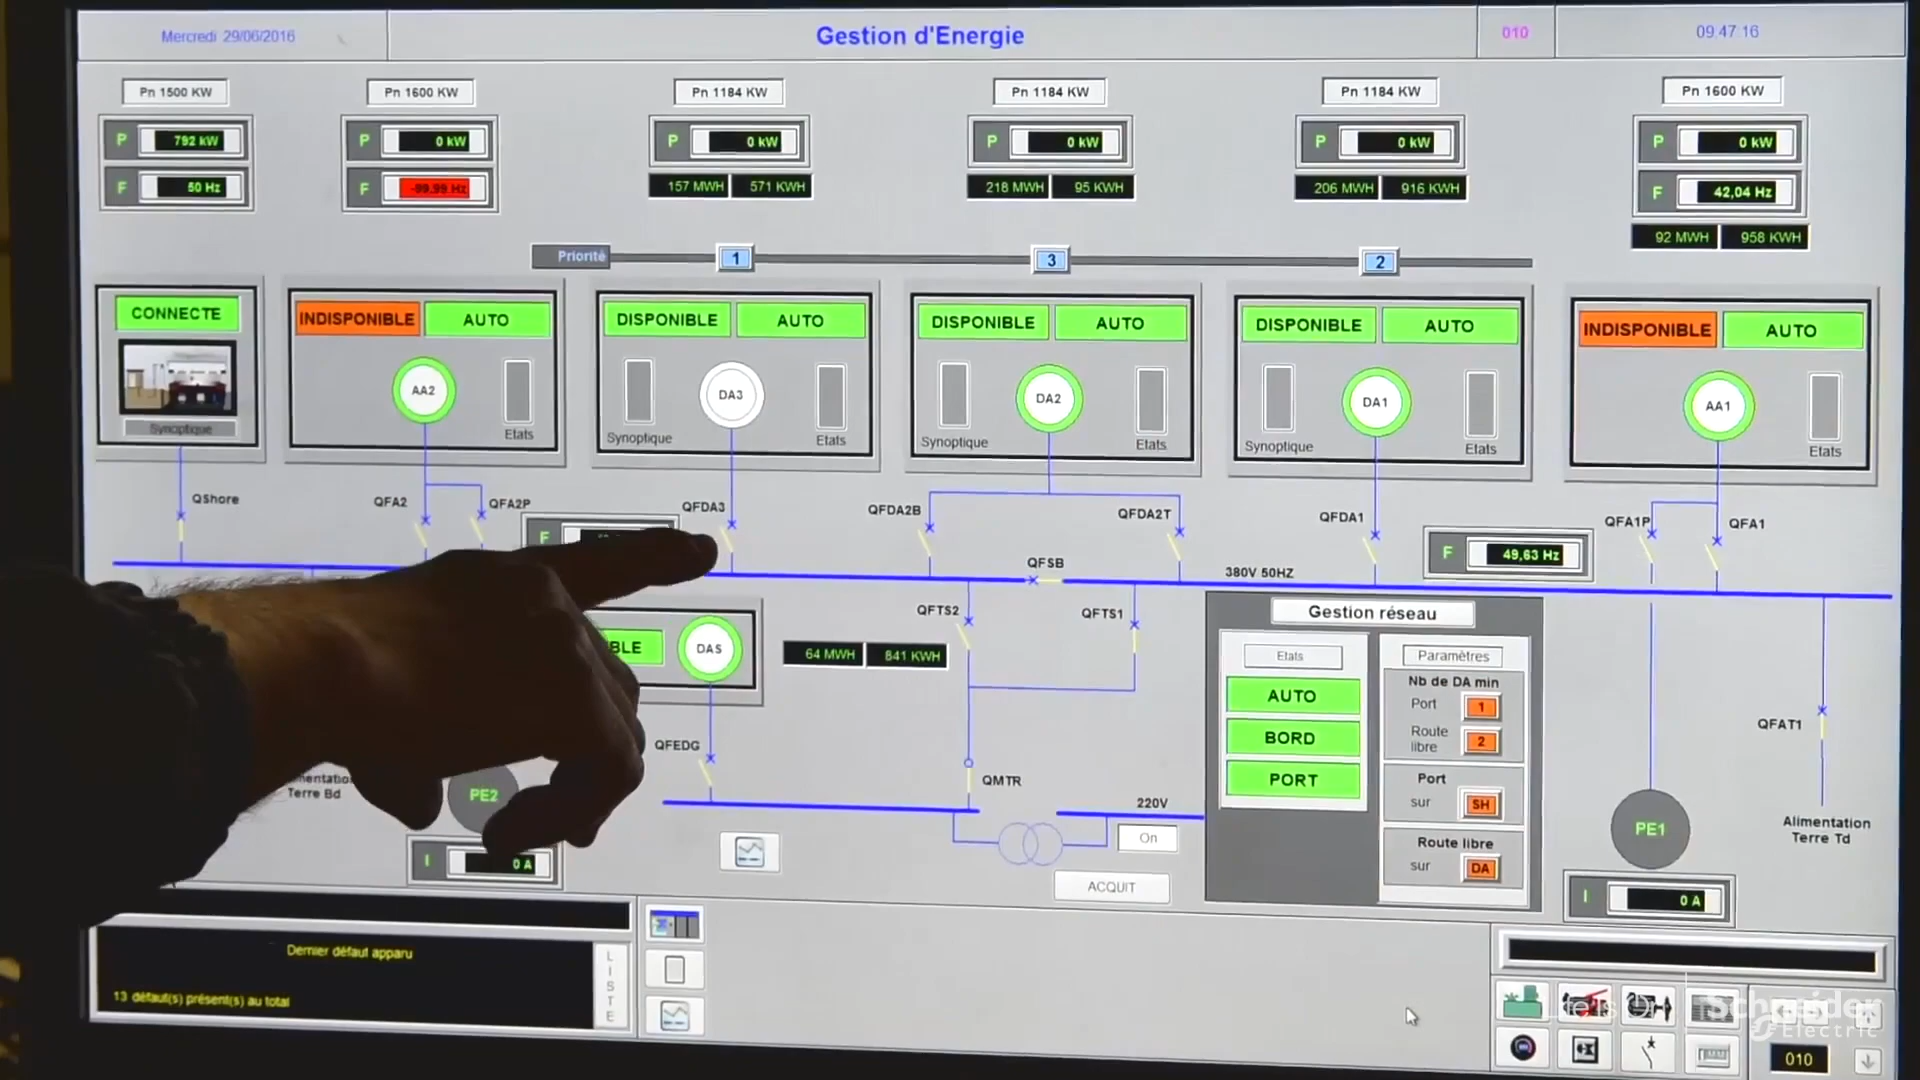 Mercredi 29/06/2016
Gestion d'Energie
010
09:47:16
Pn 1500 KW
Pn 1600 KW
Pn 1184 KW
Pn 1184 KW
Pn 1184 KW
Pn 1600 KW
P 792 kW
P 0 kW
P 0 kW
P 0 kW
P 0 kW
P 0 kW
F 50 Hz
F -99,99 Hz
157 MWH 571 KWH
218 MWH 95 KWH
206 MWH 916 KWH
F 42,04 Hz
92 MWH 958 KWH
Priorité 1 3 2
CONNECTE
INDISPONIBLE AUTO
DISPONIBLE AUTO
DISPONIBLE AUTO
DISPONIBLE AUTO
INDISPONIBLE AUTO
AA2
DA3
DA2
DA1
AA1
Synoptique
Etats
Synoptique Etats
Synoptique Etats
Synoptique Etats
Etats
QShore
QFA2
QFA2P
QFDA3
QFDA2B
QFDA2T
QFDA1
QFA1P
QFA1
F
F 49,63 Hz
QFSB
380V 50HZ
QFTS2
QFTS1
BLE
DAS
64 MWH 841 KWH
Gestion réseau
Etats
Paramètres
AUTO
BORD
PORT
Nb de DA min
Port 1
Route
libre 2
Port
sur SH
Route libre
sur DA
QFEDG
QMTR
220V
On
ACQUIT
QFAT1
Alimentation
Terre Td
Terre Bd
PE2
PE1
I 0 A
I 0 A
Dernier défaut apparu
13 défaut(s) présent(s) au total
LISTE
Schneider
Electric
010